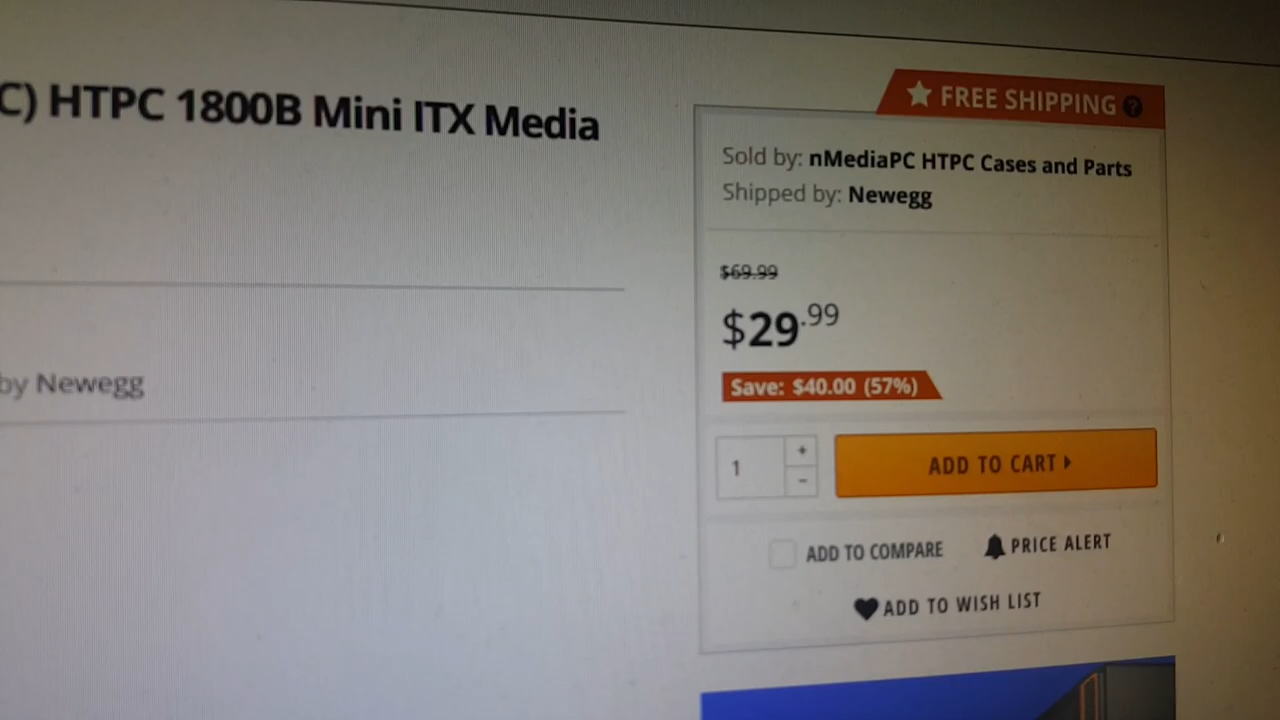 C) HTPC 1800B Mini ITX Media
by Newegg
FREE SHIPPING ?
Sold by: nMediaPC HTPC Cases and Parts
Shipped by: Newegg
$69.99
$29.99
Save: $40.00 (57%)
1 + -
ADD TO CART
ADD TO COMPARE
PRICE ALERT
ADD TO WISH LIST